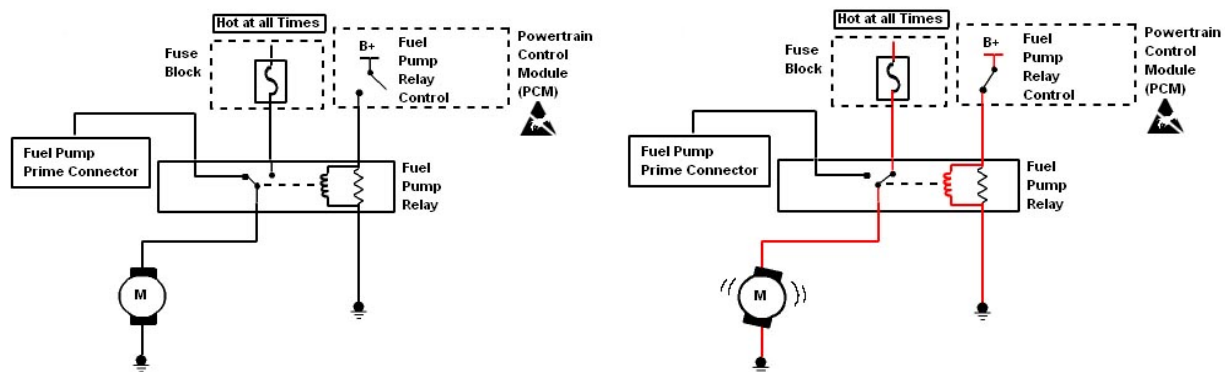 Hot at all Times
Fuse
Block
B+
Fuel
Pump
Relay
Control
Powertrain
Control
Module
(PCM)
Fuel Pump
Prime Connector
Fuel
Pump
Relay
M
Hot at all Times
Fuse
Block
B+
Fuel
Pump
Relay
Control
Powertrain
Control
Module
(PCM)
Fuel Pump
Prime Connector
Fuel
Pump
Relay
M